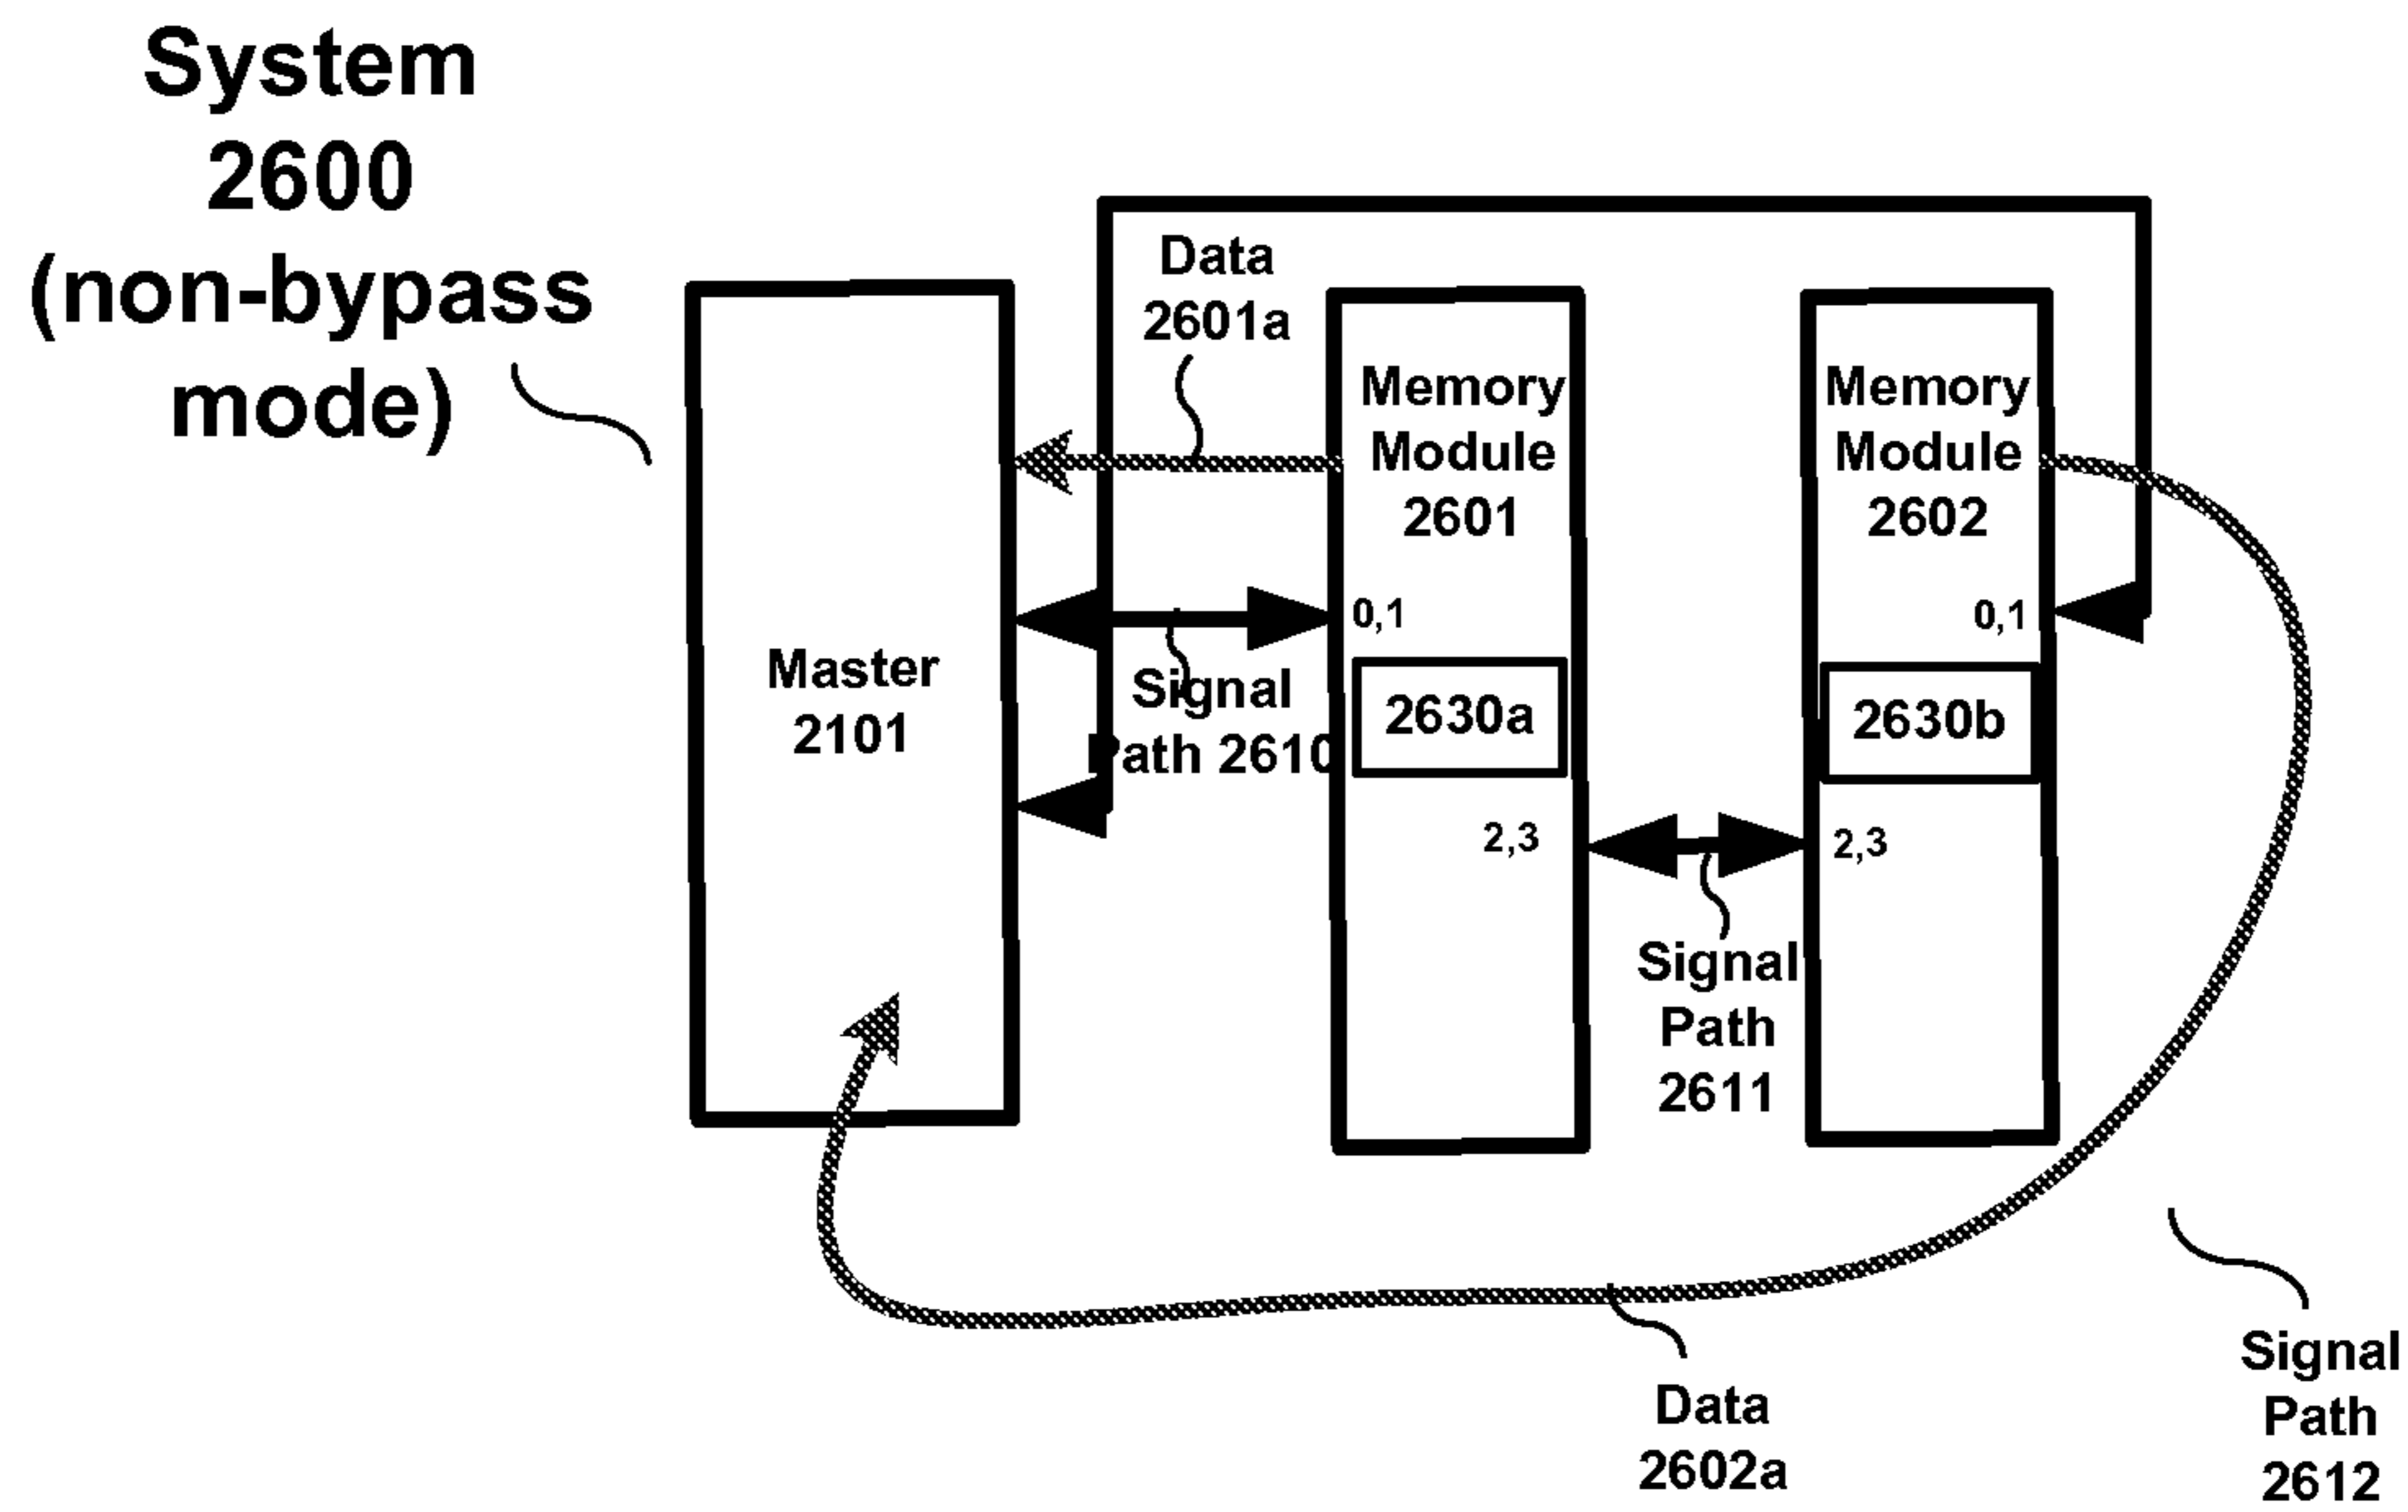 System
2600
(non-bypass
mode)
Data
2601a
Memory
Module
2601
Memory
Module
2602
0,1
0,1
Master
2101
Signal
Path 2610
2630a
2630b
2,3
2,3
Signal
Path
2611
Data
2602a
Signal
Path
2612